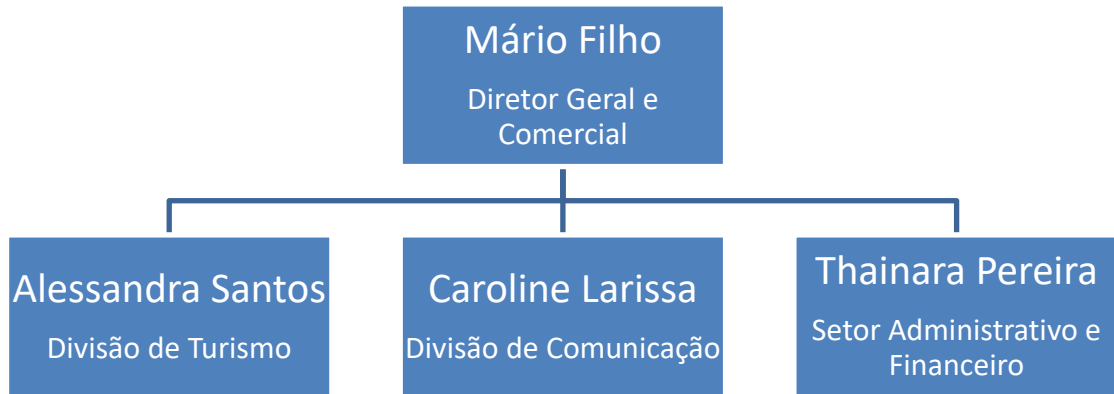 Mário Filho
Diretor Geral e
Comercial
Alessandra Santos
Divisão de Turismo
Caroline Larissa
Divisão de Comunicação
Thainara Pereira
Setor Administrativo e
Financeiro